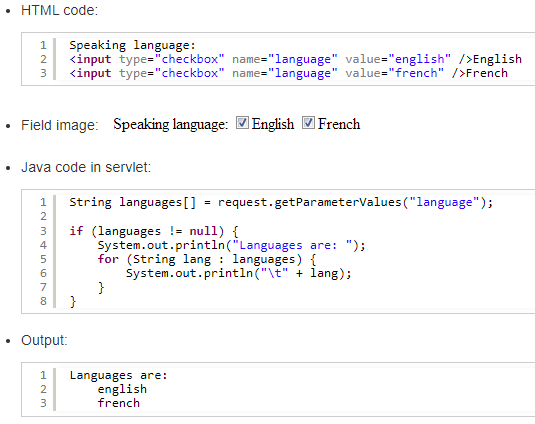 HTML code:
1 Speaking language:
2 <input type="checkbox" name="language" value="english" />English
3 <input type="checkbox" name="language" value="french" />French
Field image: Speaking language: English French
Java code in servlet:
1 String languages[] = request.getParameterValues("language");
2
3 if (languages != null) {
4     System.out.println("Languages are: ");
5     for (String lang : languages) {
6         System.out.println("\t" + lang);
7     }
8 }
Output:
1 Languages are:
2     english
3     french